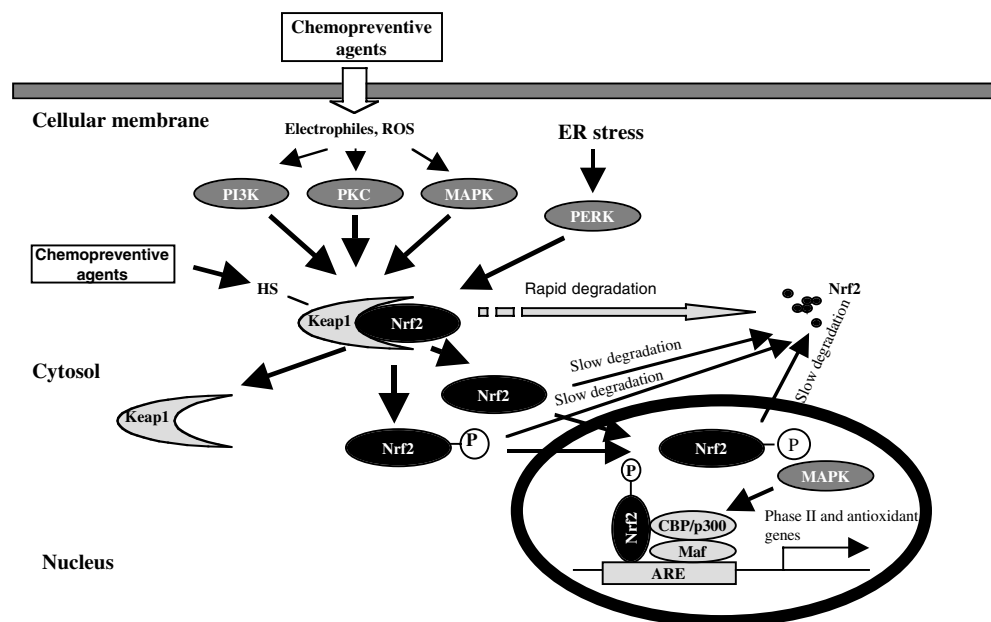 Chemopreventive
agents
Cellular membrane
Electrophiles, ROS
ER stress
PI3K
PKC
MAPK
PERK
Chemopreventive
agents
HS
Rapid degradation
Nrf2
Keap1
Nrf2
Slow degradation
Slow degradation
Slow degradation
Cytosol
Nrf2
Keap1
Nrf2
P
Nrf2
P
P
MAPK
Nrf2
CBP/p300
Phase II and antioxidant
genes
Maf
Nucleus
ARE